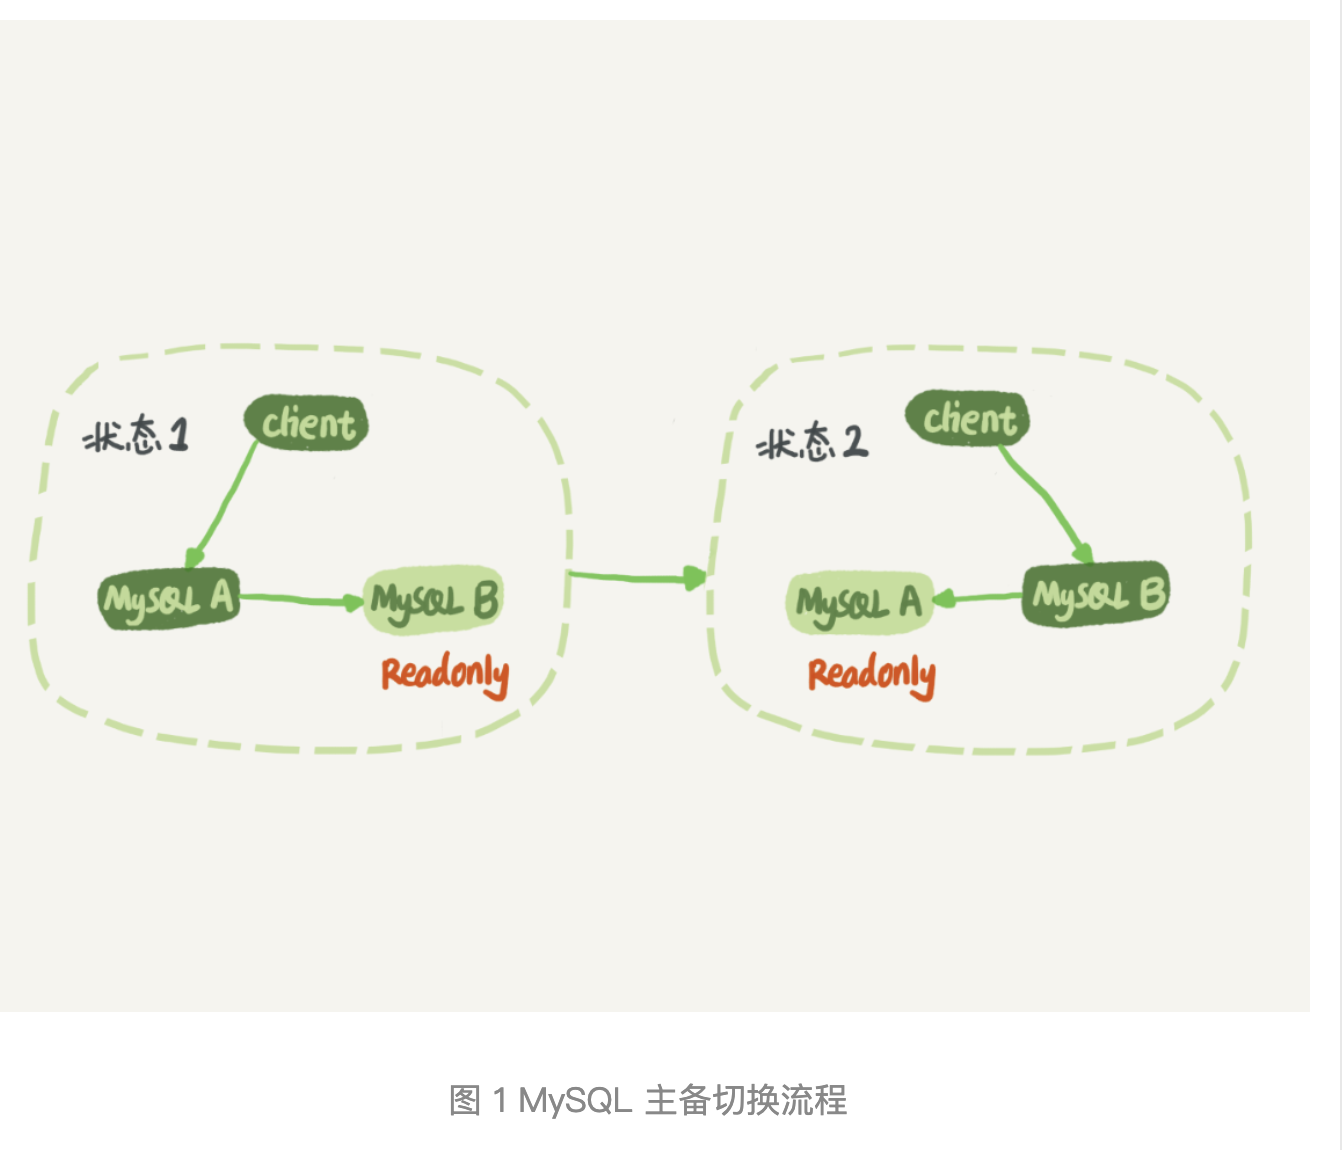 状态1
client
MySQL A
MySQL B
Readonly
状态2
client
MySQL A
MySQL B
Readonly
图 1 MySQL 主备切换流程